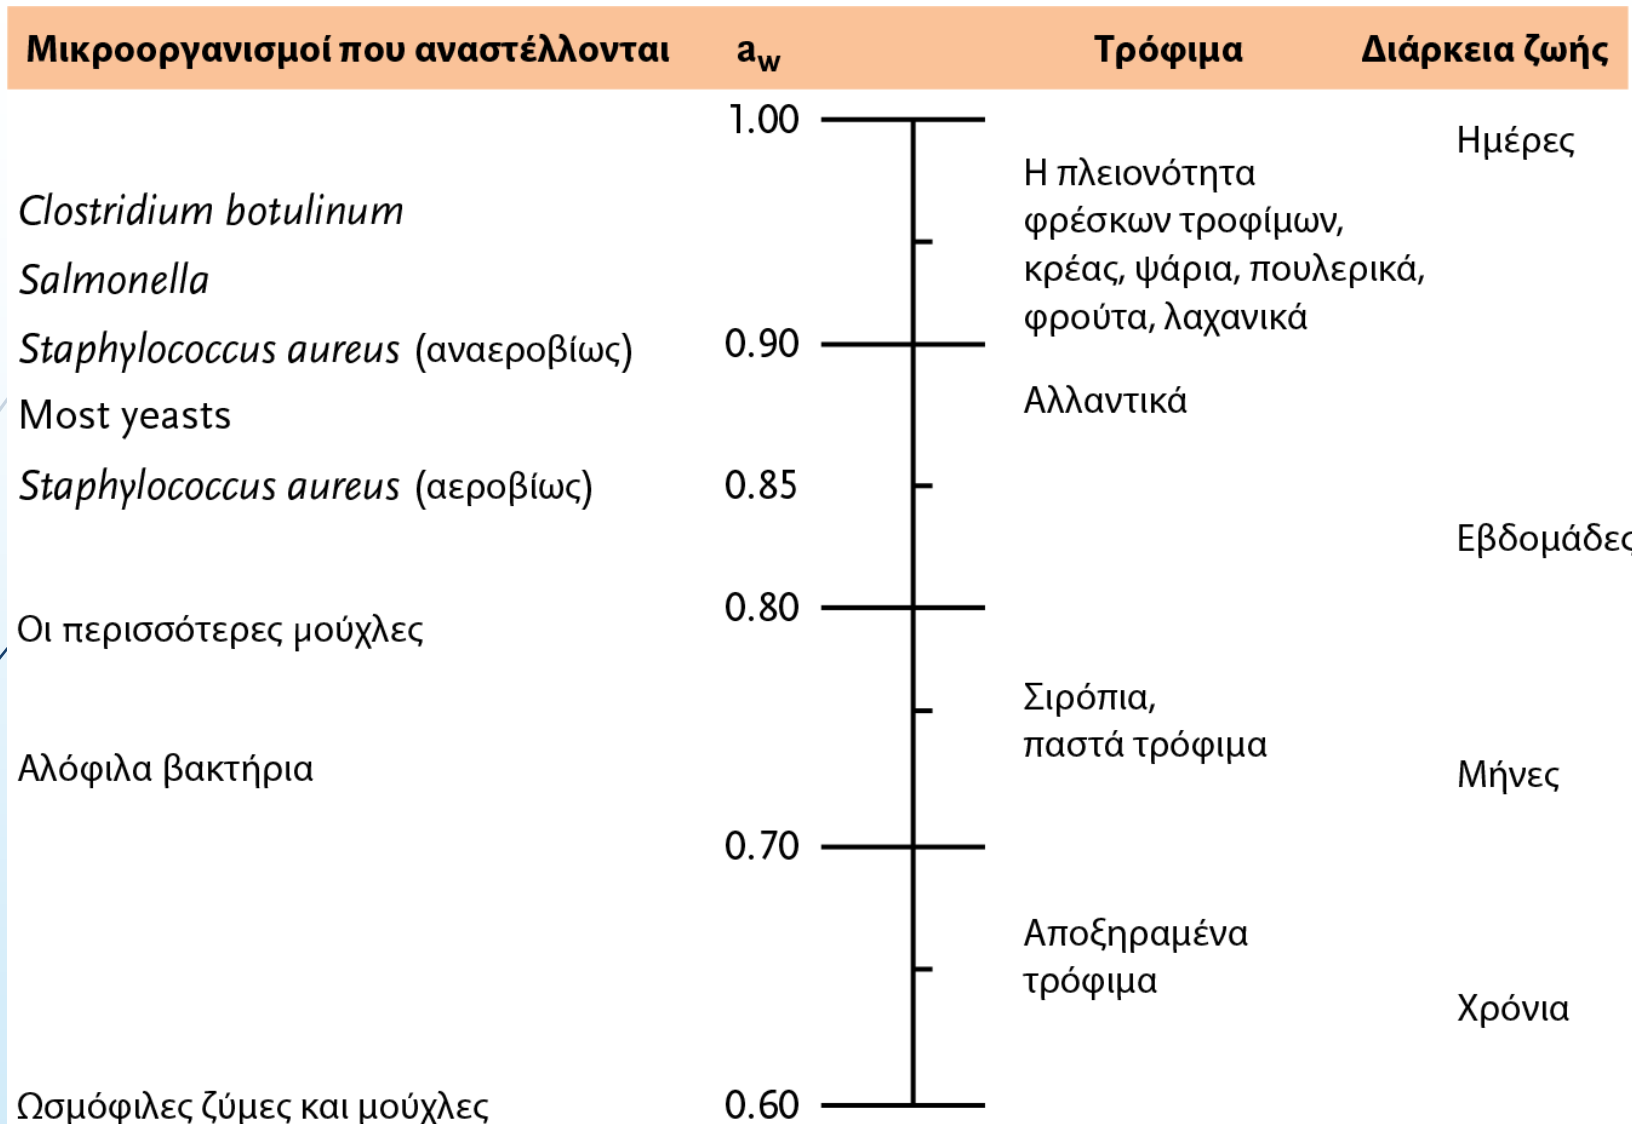 Μικροοργανισμοί που αναστέλλονται aw Τρόφιμα Διάρκεια ζωής
1.00
Ημέρες
Η πλειονότητα
Clostridium botulinum
φρέσκων τροφίμων,
Salmonella
κρέας, ψάρια, πουλερικά,
φρούτα, λαχανικά
Staphylococcus aureus (αναεροβίως) 0.90
Αλλαντικά
Most yeasts
Staphylococcus aureus (αεροβίως) 0.85
Εβδομάδες
0.80
Οι περισσότερες μούχλες
Σιρόπια,
παστά τρόφιμα
Αλόφιλα βακτήρια
Μήνες
0.70
Αποξηραμένα
τρόφιμα
Χρόνια
Ωσμόφιλες ζύμες και μούχλες 0.60